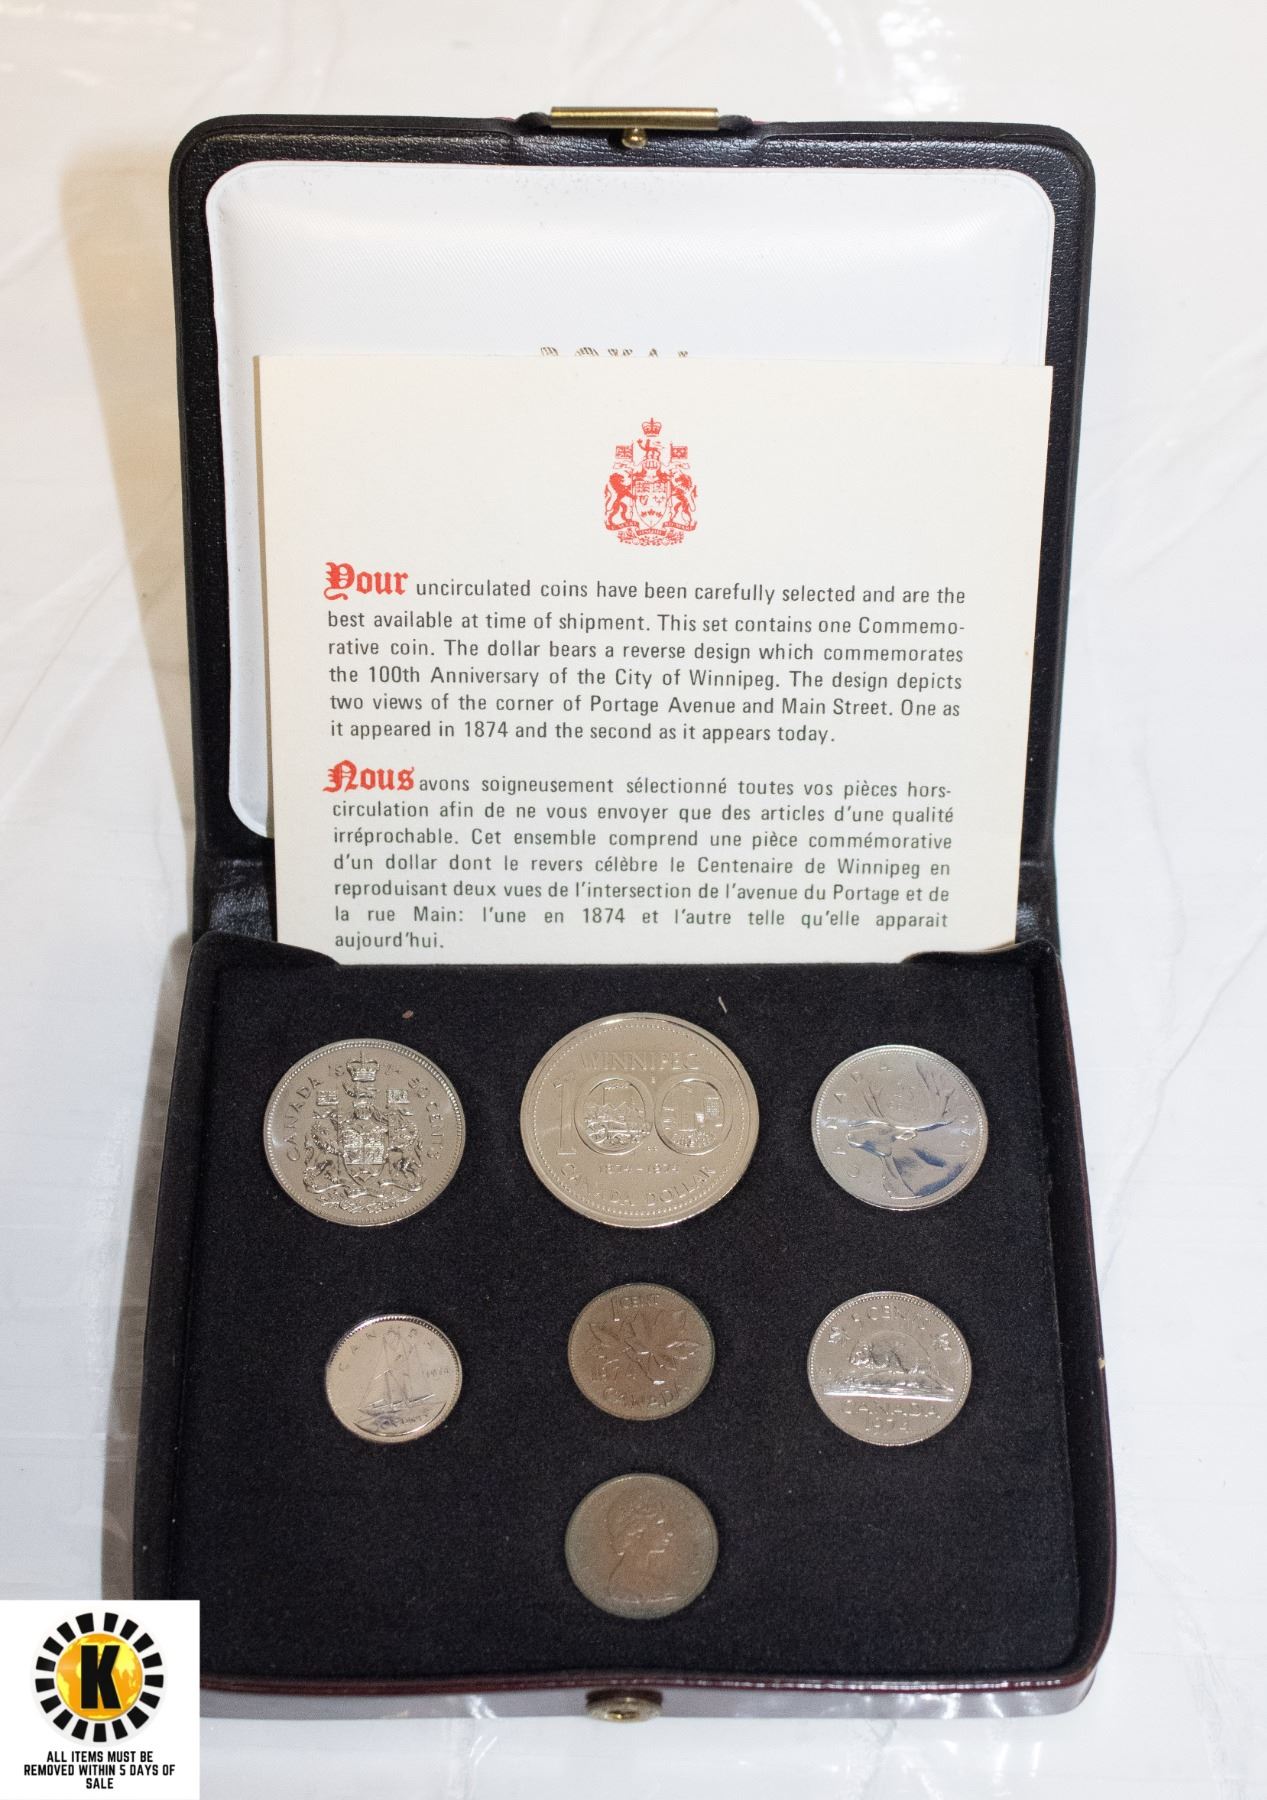 Your uncirculated coins have been carefully selected and are the
best available at time of shipment. This set contains one Commemo-
rative coin. The dollar bears a reverse design which commemorates
the 100th Anniversary of the City of Winnipeg. The design depicts
two views of the corner of Portage Avenue and Main Street. One as
it appeared in 1874 and the second as it appears today.
Nous avons soigneusement sélectionné toutes vos pièces hors-
circulation afin de ne vous envoyer que des articles d'une qualité
irréprochable. Cet ensemble comprend une pièce commémorative
d'un dollar dont le revers célèbre le Centenaire de Winnipeg en
reproduisant deux vues de l'intersection de l'avenue du Portage et de
la rue Main: l'une en 1874 et l'autre telle qu'elle apparait
aujourd'hui.
CANADA 1974 50 CENTS
WINNIPEG
100
1874-1974
CANADA DOLLAR
CANADA
CANADA
1974
10 CENTS
1 CENT
CANADA
5 CENTS
CANADA
1974
K
ALL ITEMS MUST BE
REMOVED WITHIN 5 DAYS OF
SALE